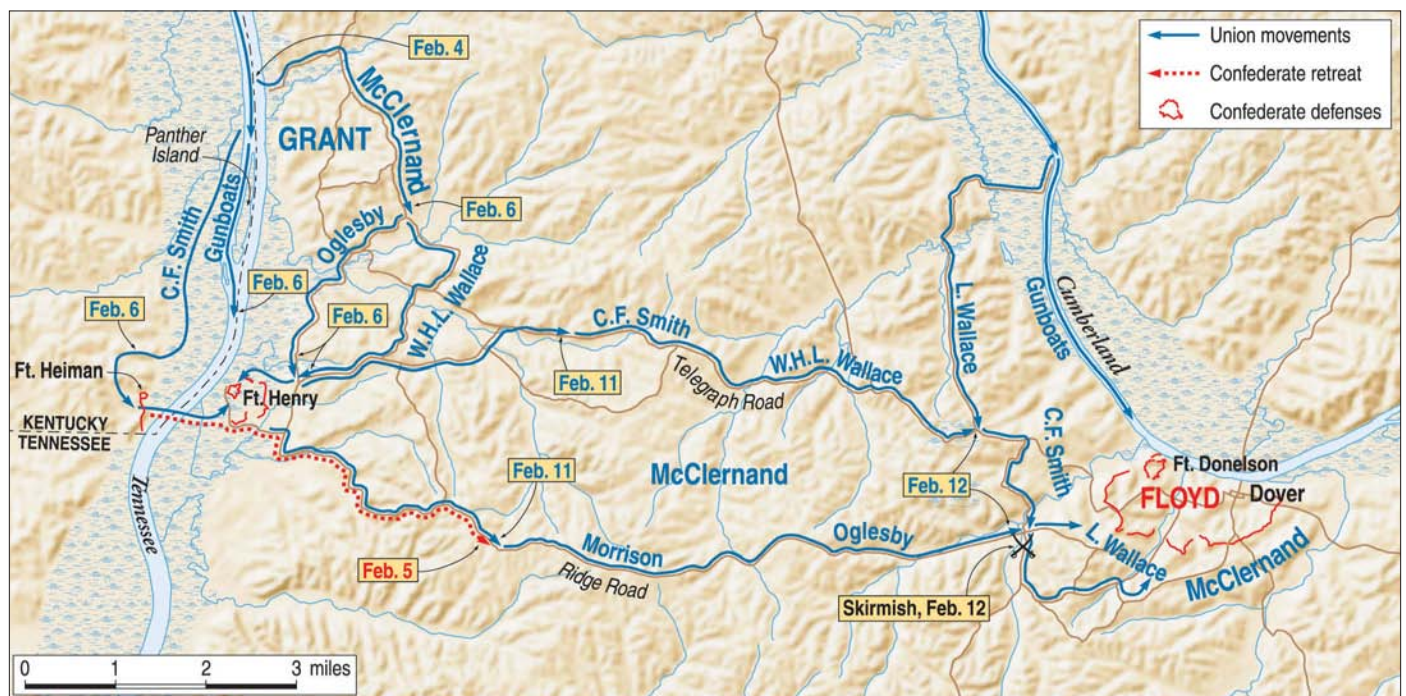 Feb. 4
McClernand
Panther
Island
GRANT
C.F. Smith
Gunboats
Feb. 6
Oglesby
W.H.L. Wallace
Feb. 6
Feb. 6
Feb. 6
Ft. Heiman
Ft. Henry
KENTUCKY
TENNESSEE
Tennessee
C.F. Smith
Feb. 11
Telegraph Road
W.H.L. Wallace
L. Wallace
Gunboats
Cumberland
McClernand
Feb. 11
Feb. 5
Morrison
Ridge Road
Oglesby
Feb. 12
C.F. Smith
Ft. Donelson
FLOYD
Dover
L. Wallace
McClernand
Skirmish, Feb. 12
Union movements
Confederate retreat
Confederate defenses
0 1 2 3 miles